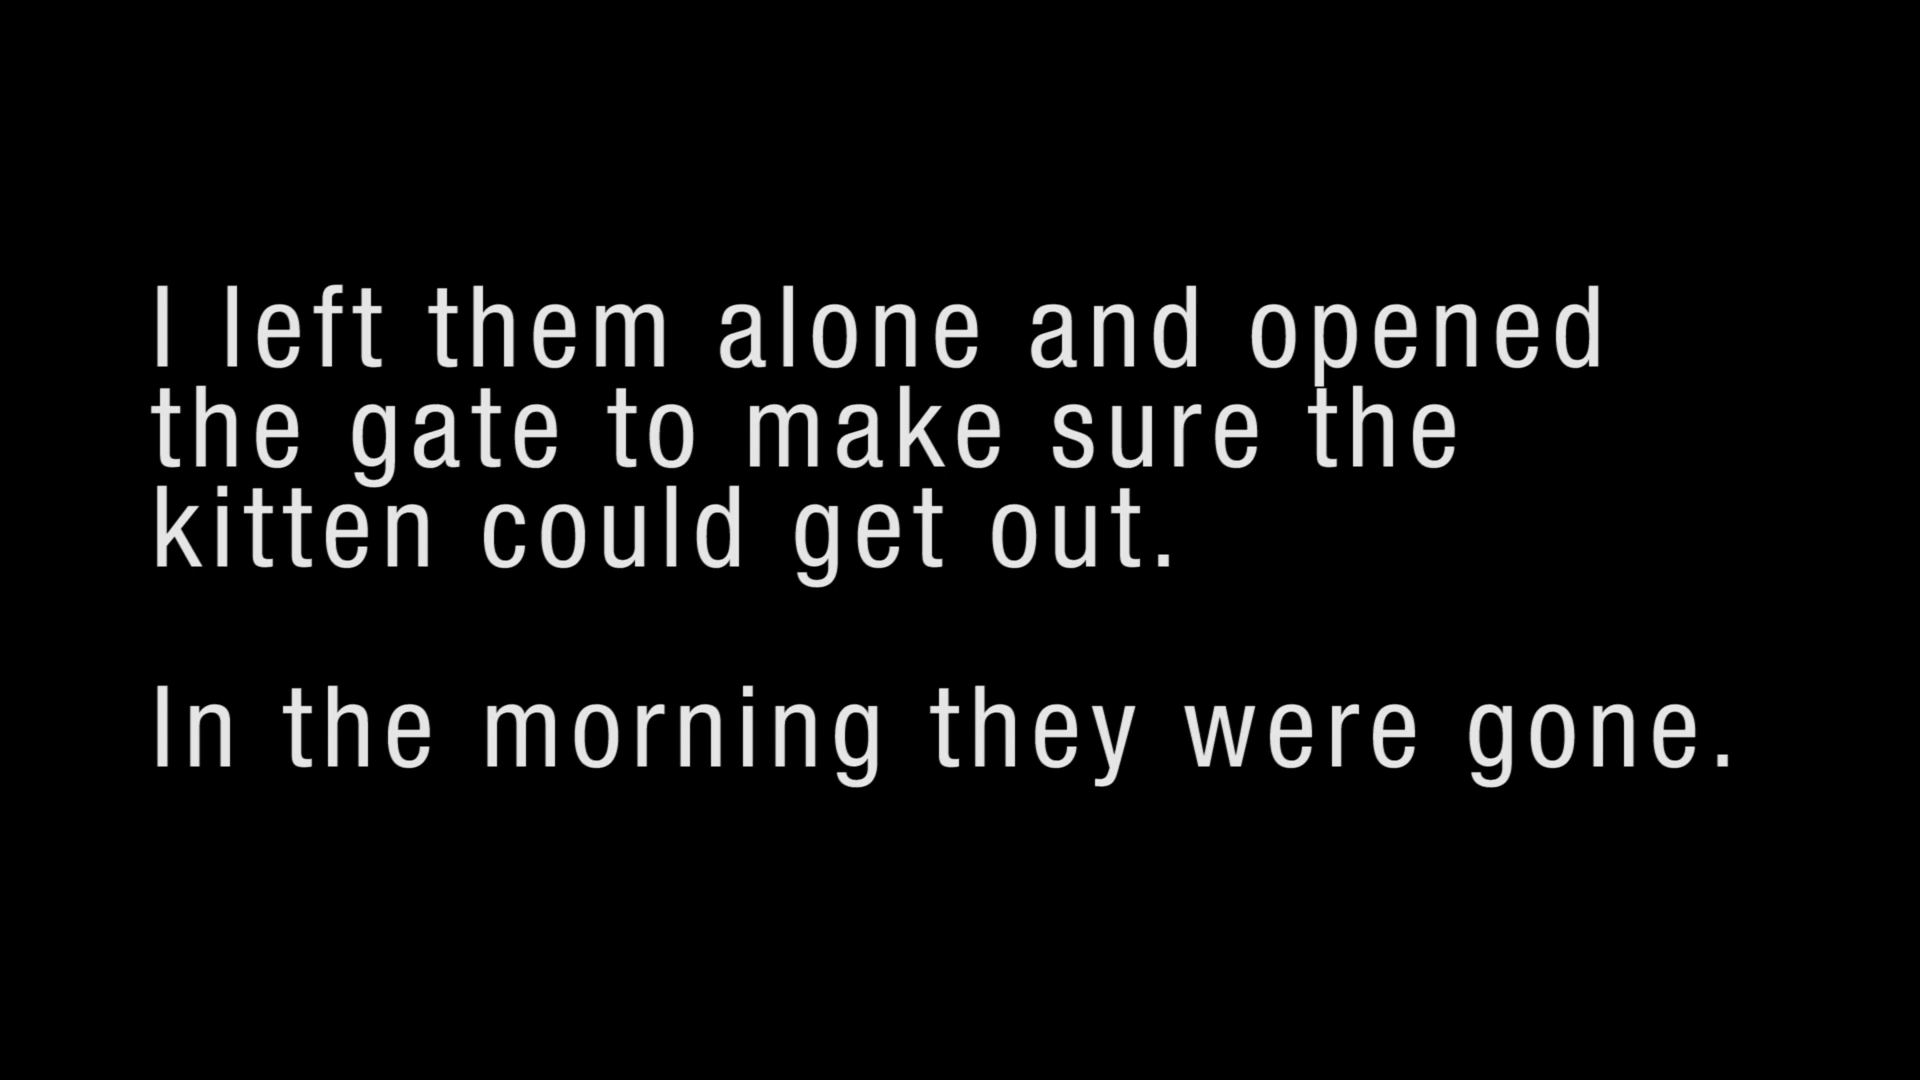 I left them alone and opened
the gate to make sure the
kitten could get out.
In the morning they were gone.